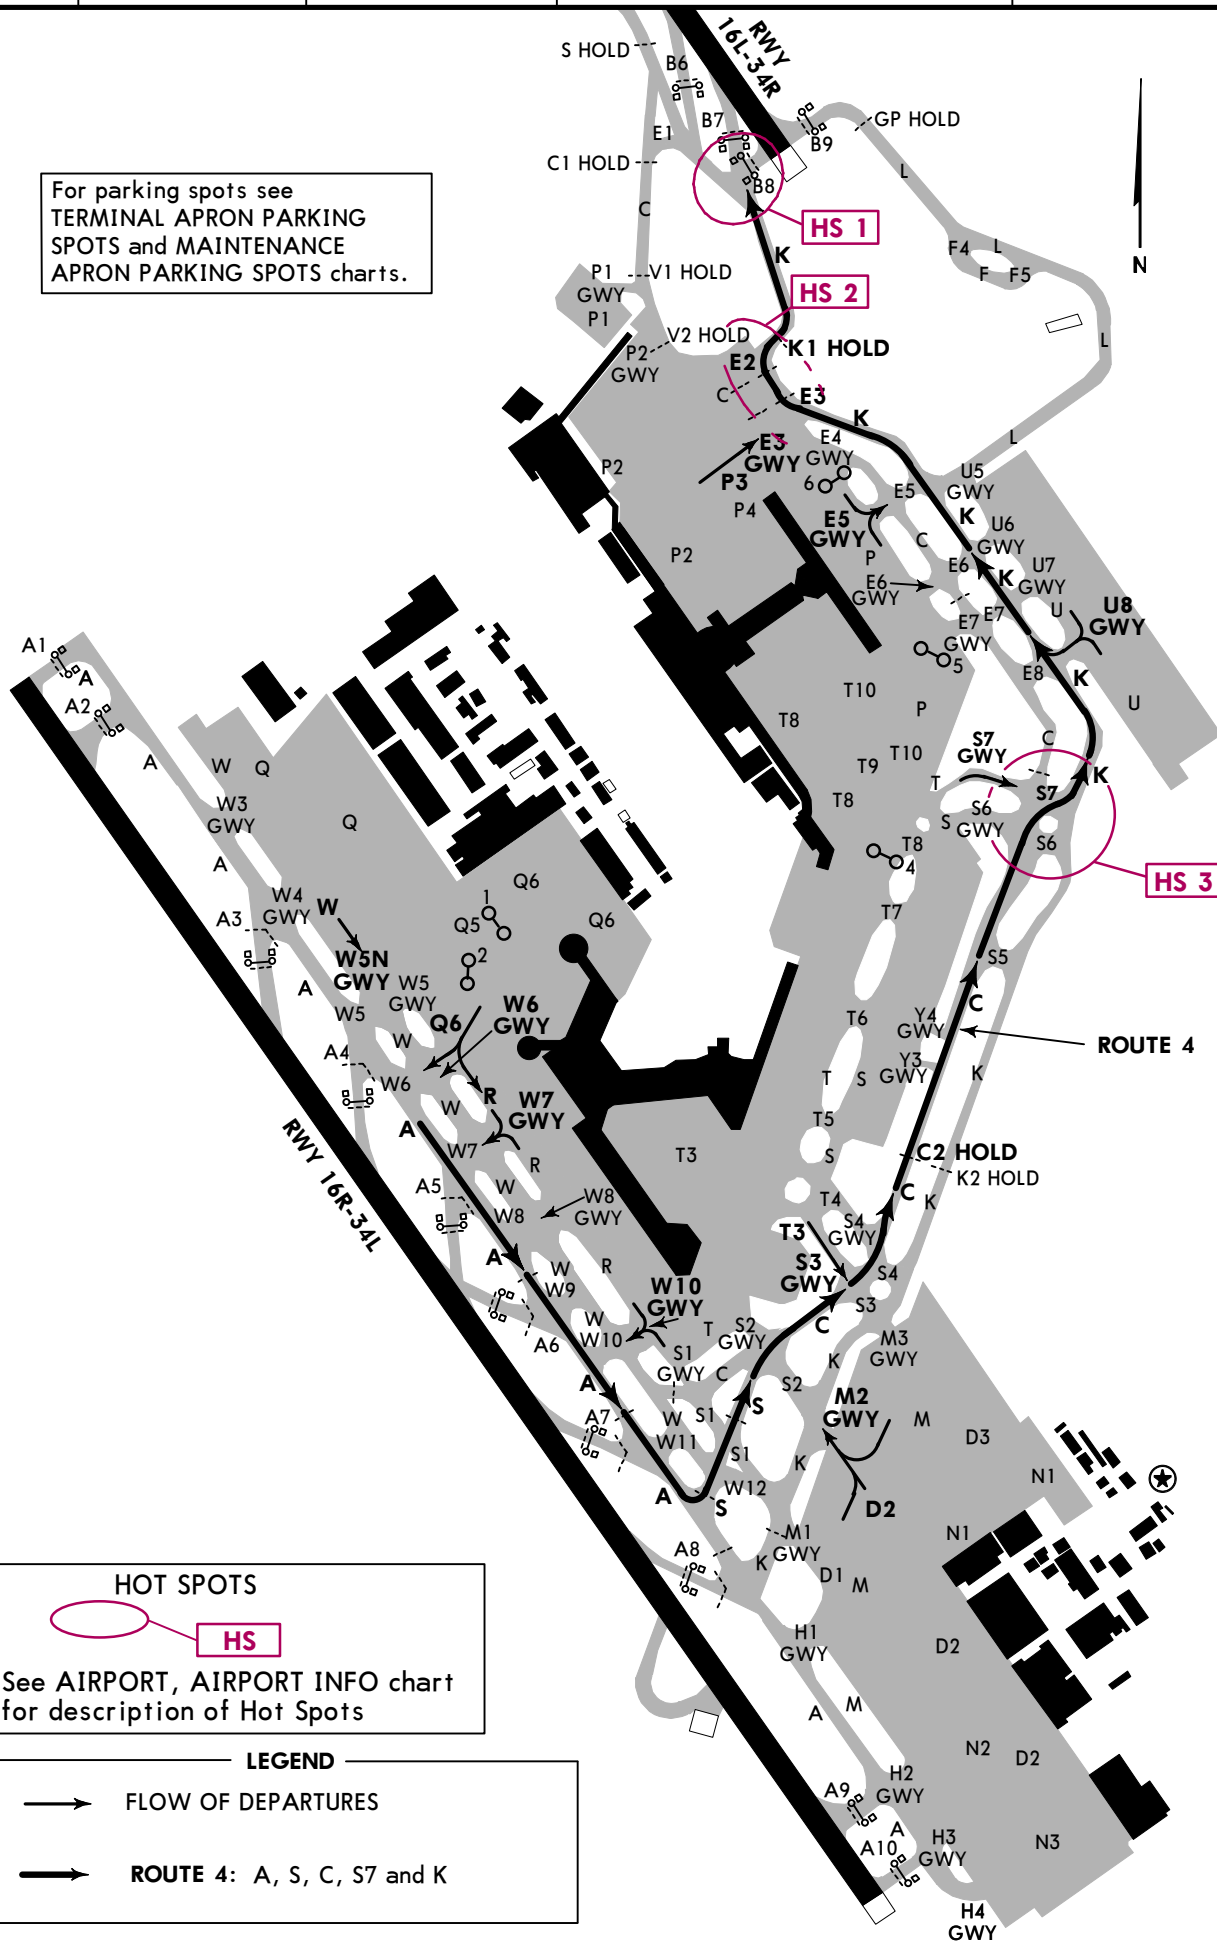 RWY
16L-34R
S HOLD
B6
B7
E1
B9
GP HOLD
C1 HOLD
B8
L
For parking spots see
TERMINAL APRON PARKING
SPOTS and MAINTENANCE
APRON PARKING SPOTS charts.
C
HS 1
K
F4
L
F
F5
N
P1
GWY
P1
V1 HOLD
HS 2
V2 HOLD
P2
GWY
K1 HOLD
E2
L
C
E3
K
E3
GWY
E4
GWY
L
P3
P2
6
E5
U5
GWY
P4
E5
GWY
K
U6
GWY
C
P2
P
E6
GWY
E6
K
U7
GWY
U
U8
GWY
E7
E7
GWY
A1
A
A2
5
E8
K
U
T10
P
T8
A
W
Q
S7
GWY
C
T9
T10
T
K
S7
T8
W3
GWY
Q
S
S6
GWY
S6
T8
4
HS 3
A
Q6
W4
GWY
W
A3
1
Q5
Q6
T7
W5N
GWY
2
S5
A
W5
GWY
W5
W6
GWY
Q6
C
Y4
GWY
T6
W
ROUTE 4
A4
W6
Y3
GWY
T
S
K
R
W7
GWY
W
A
T5
W7
RWY 16R-34L
R
T3
S
C2 HOLD
K2 HOLD
A5
W
W8
W8
GWY
T4
C
K
S4
GWY
T3
S3
GWY
A
W
W9
R
S4
W10
GWY
S3
A6
W
W10
T
S2
GWY
C
M3
GWY
S1
GWY
C
K
A
S2
M2
GWY
A7
W
S1
S
M
D3
W11
S1
K
N1
A
S
W12
D2
M1
GWY
N1
A8
K
D1
M
HOT SPOTS
HS
See AIRPORT, AIRPORT INFO chart
for description of Hot Spots
H1
GWY
D2
A
M
N2
D2
LEGEND
FLOW OF DEPARTURES
ROUTE 4: A, S, C, S7 and K
H2
GWY
A9
A
A10
H3
GWY
N3
H4
GWY